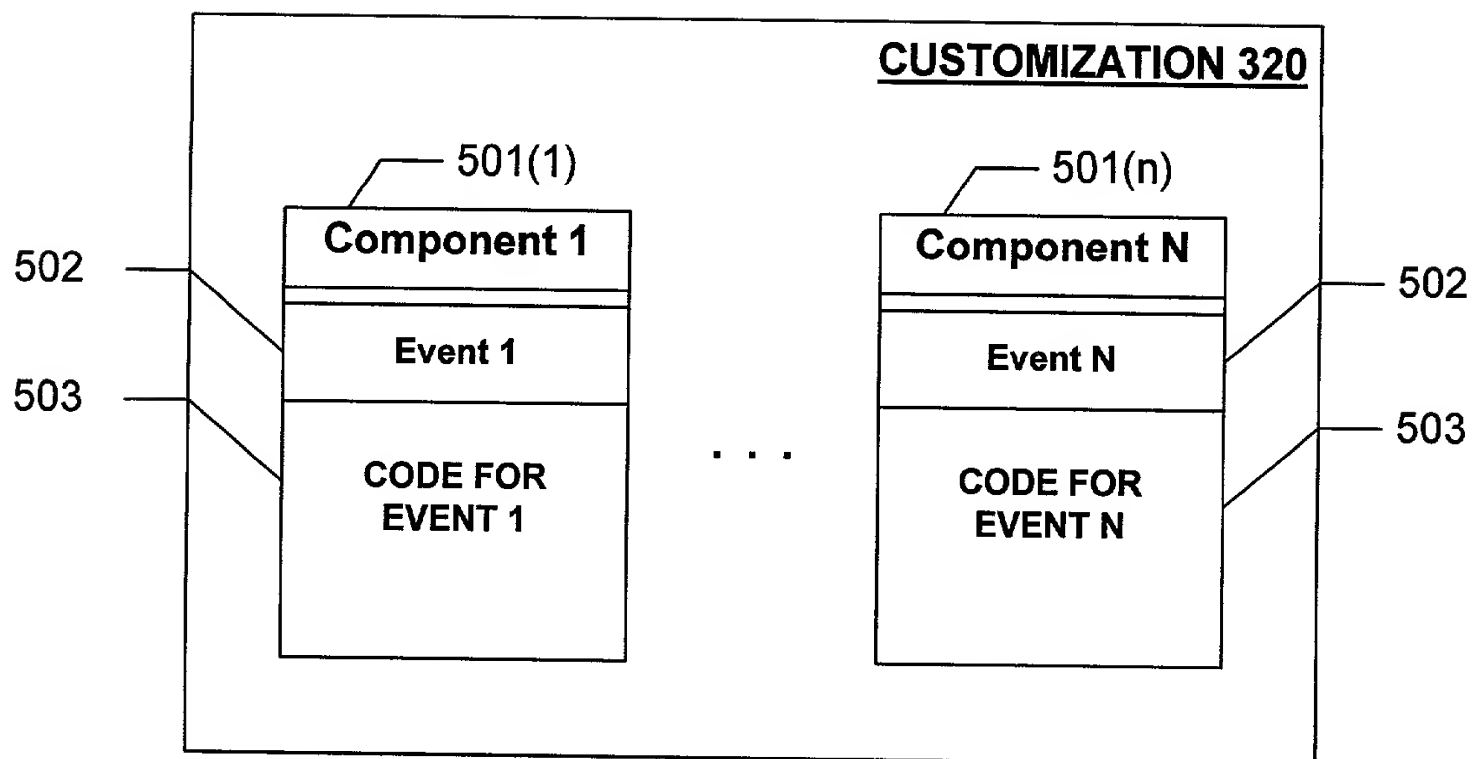 CUSTOMIZATION 320
501(1)
501(n)
Component 1
Component N
502
502
Event 1
Event N
503
503
CODE FOR
EVENT 1
. . .
CODE FOR
EVENT N